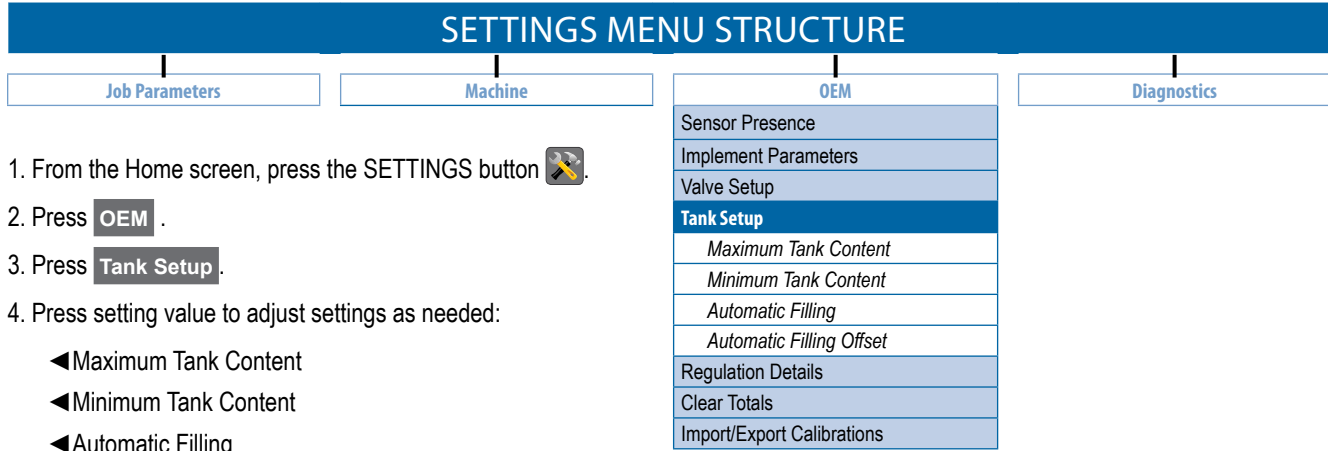 SETTINGS MENU STRUCTURE
Job Parameters
Machine
OEM
Diagnostics
1. From the Home screen, press the SETTINGS button .
2. Press OEM .
3. Press Tank Setup .
4. Press setting value to adjust settings as needed:
◄Maximum Tank Content
◄Minimum Tank Content
◄Automatic Filling
Sensor Presence
Implement Parameters
Valve Setup
Tank Setup
Maximum Tank Content
Minimum Tank Content
Automatic Filling
Automatic Filling Offset
Regulation Details
Clear Totals
Import/Export Calibrations